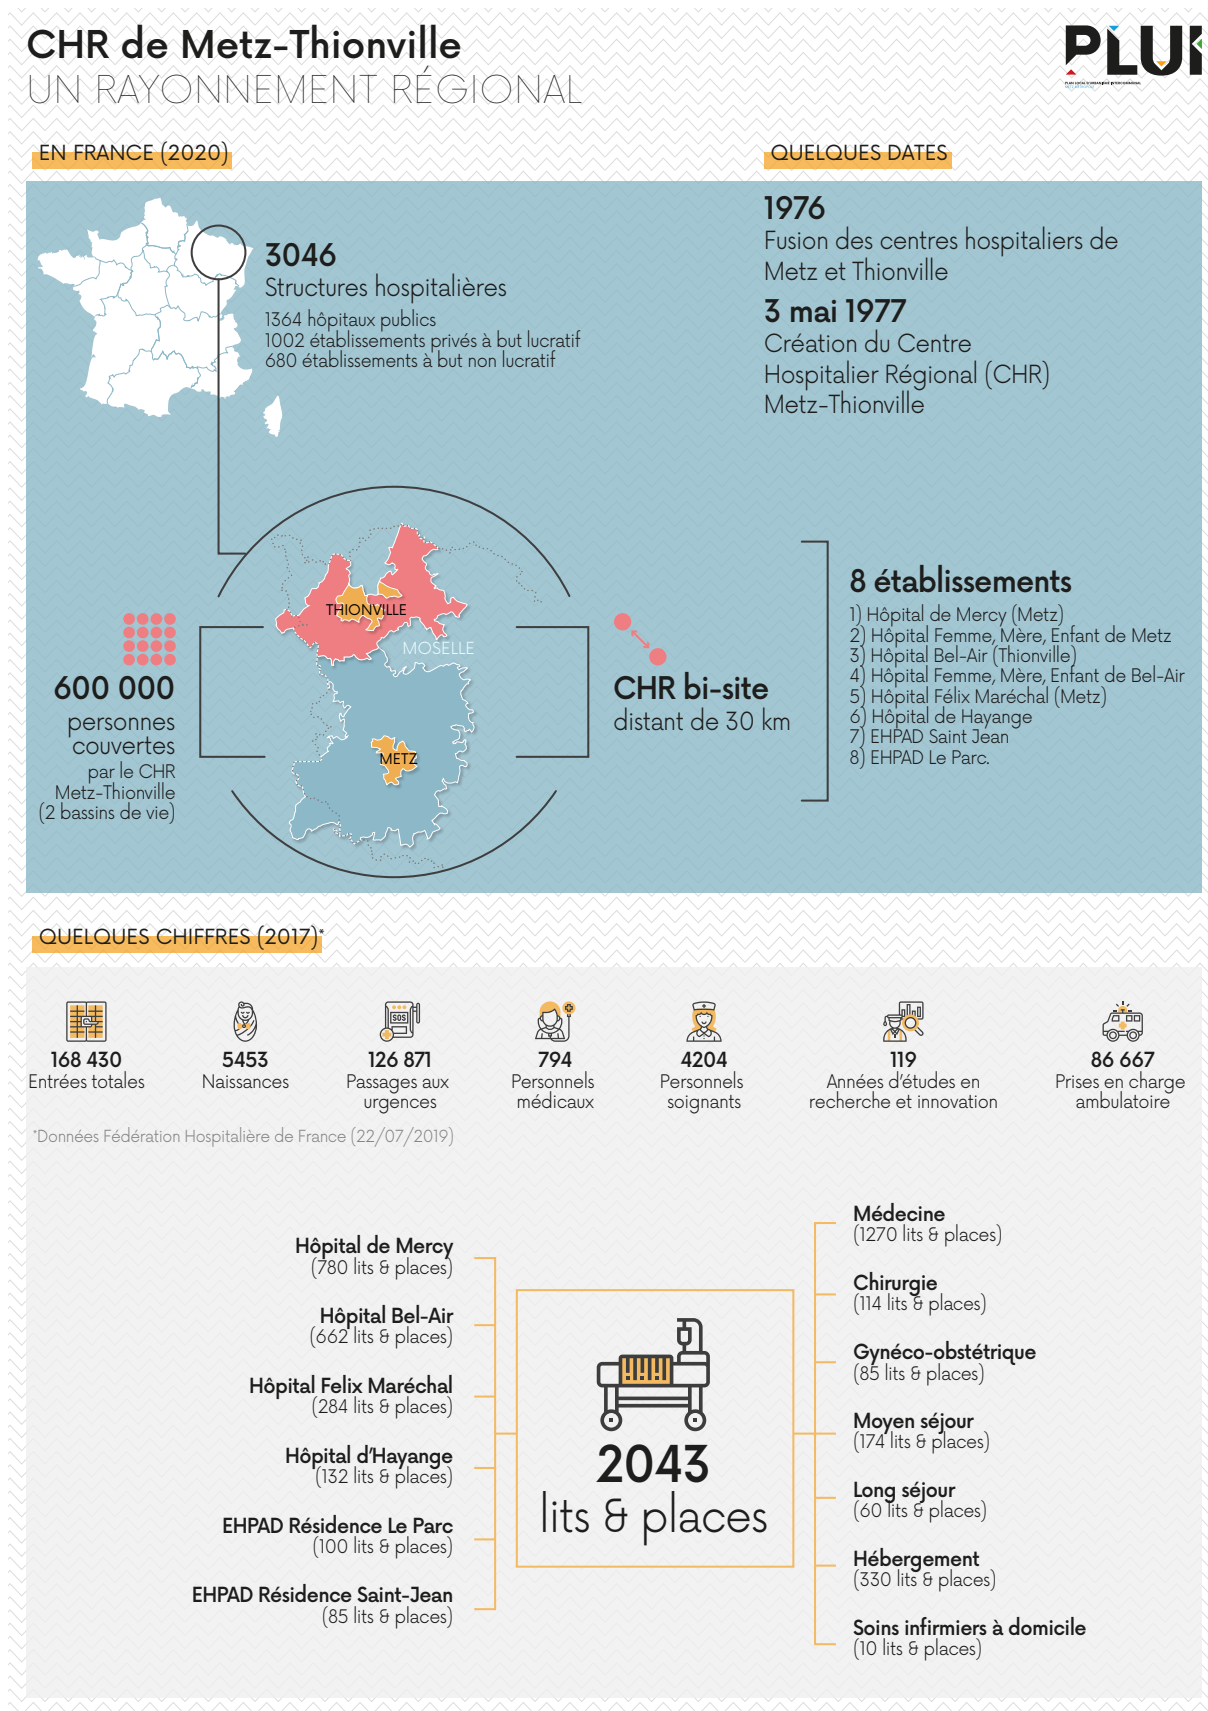 CHR de Metz-Thionville
UN RAYONNEMENT RÉGIONAL
PLUI
EN FRANCE (2020)
3046
Structures hospitalières
1364 hôpitaux publics
1002 établissements privés à but lucratif
680 établissements à but non lucratif
QUELQUES DATES
1976
Fusion des centres hospitaliers de
Metz et Thionville
3 mai 1977
Création du Centre
Hospitalier Régional (CHR)
Metz-Thionville
600 000
personnes
couvertes
par le CHR
Metz-Thionville
(2 bassins de vie)
THIONVILLE
MOSELLE
METZ
CHR bi-site
distant de 30 km
8 établissements
1) Hôpital de Mercy (Metz)
2) Hôpital Femme, Mère, Enfant de Metz
3) Hôpital Bel-Air (Thionville)
4) Hôpital Femme, Mère, Enfant de Bel-Air
5) Hôpital Félix Maréchal (Metz)
6) Hôpital de Hayange
7) EHPAD Saint Jean
8) EHPAD Le Parc.
QUELQUES CHIFFRES (2017)*
168 430
Entrées totales
5453
Naissances
SOS
126 871
Passages aux
urgences
794
Personnels
médicaux
4204
Personnels
soignants
119
Années d'études en
recherche et innovation
86 667
Prises en charge
ambulatoire
*Données Fédération Hospitalière de France (22/07/2019)
Hôpital de Mercy
(780 lits & places)
Hôpital Bel-Air
(662 lits & places)
Hôpital Felix Maréchal
(284 lits & places)
Hôpital d'Hayange
(132 lits & places)
EHPAD Résidence Le Parc
(100 lits & places)
EHPAD Résidence Saint-Jean
(85 lits & places)
2043
lits & places
Médecine
(1270 lits & places)
Chirurgie
(114 lits & places)
Gynéco-obstétrique
(85 lits & places)
Moyen séjour
(174 lits & places)
Long séjour
(60 lits & places)
Hébergement
(330 lits & places)
Soins infirmiers à domicile
(10 lits & places)